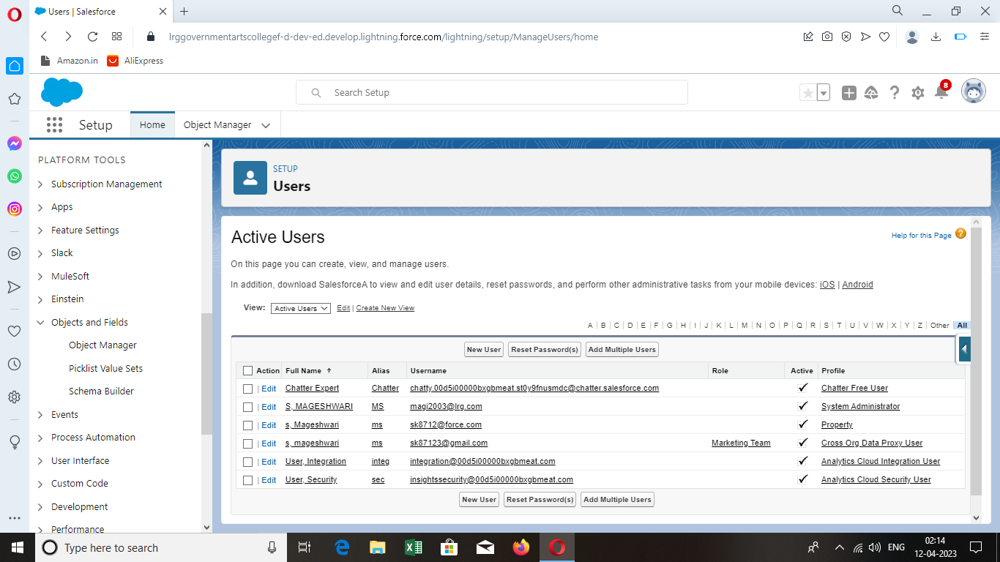 Users | Salesforce
lrggovernmentartscollegef-d-dev-ed.develop.lightning.force.com/lightning/setup/ManageUsers/home
Amazon.in AliExpress
Search Setup
8
Setup Home Object Manager
PLATFORM TOOLS
Subscription Management
Apps
Feature Settings
Slack
MuleSoft
Einstein
Objects and Fields
Object Manager
Picklist Value Sets
Schema Builder
Events
Process Automation
User Interface
Custom Code
Development
Performance
SETUP
Users
Active Users
Help for this Page ?
On this page you can create, view, and manage users.
In addition, download SalesforceA to view and edit user details, reset passwords, and perform other administrative tasks from your mobile devices: iOS | Android
View: Active Users Edit | Create New View
A | B | C | D | E | F | G | H | I | J | K | L | M | N | O | P | Q | R | S | T | U | V | W | X | Y | Z | Other All
New User Reset Password(s) Add Multiple Users
Action Full Name ↑ Alias Username Role Active Profile
| Edit Chatter Expert Chatter chatty.00d5i00000bxgbmeat.st0y9fnusmdc@chatter.salesforce.com ✓ Chatter Free User
| Edit S, MAGESHWARI MS magi2003@lrg.com ✓ System Administrator
| Edit s, Mageshwari ms sk8712@force.com ✓ Property
| Edit s, mageshwari ms sk87123@gmail.com Marketing Team ✓ Cross Org Data Proxy User
| Edit User, Integration integ integration@00d5i00000bxgbmeat.com ✓ Analytics Cloud Integration User
| Edit User, Security sec insightssecurity@00d5i00000bxgbmeat.com ✓ Analytics Cloud Security User
New User Reset Password(s) Add Multiple Users
Type here to search
ENG
02:14
12-04-2023